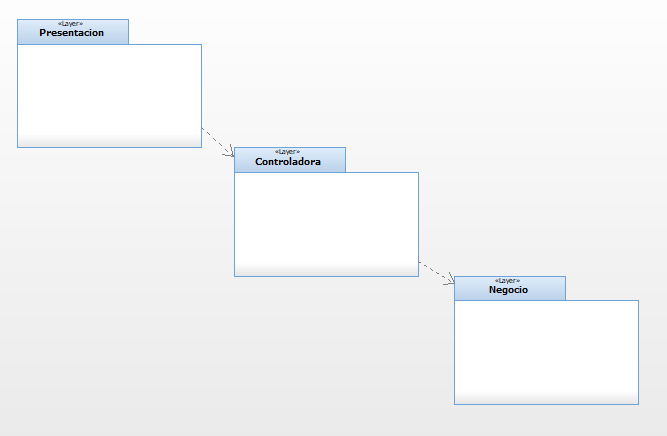 «Layer»
Presentacion
«Layer»
Controladora
«Layer»
Negocio